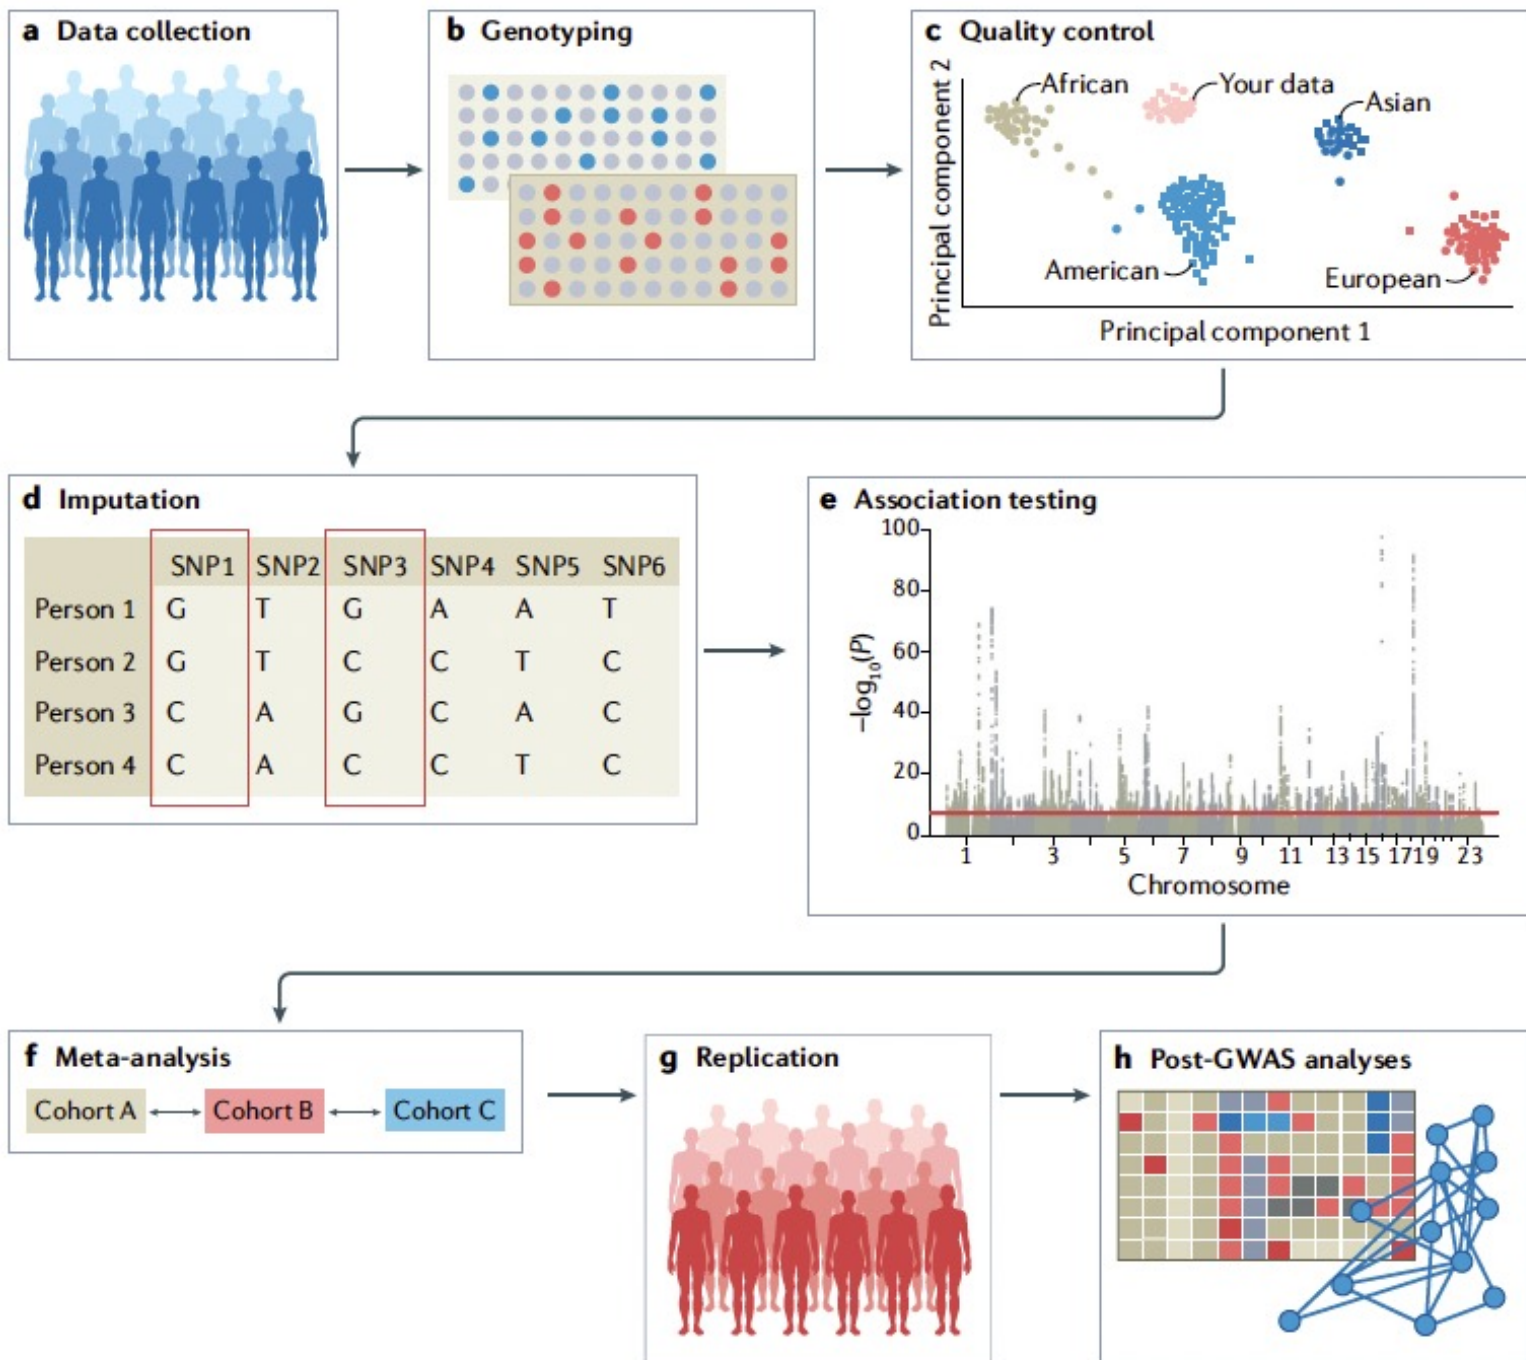 a Data collection
b Genotyping
c Quality control
Principal component 2
African
Your data
Asian
American
European
Principal component 1
d Imputation
SNP1 SNP2 SNP3 SNP4 SNP5 SNP6
Person 1 G T G A A T
Person 2 G T C C T C
Person 3 C A G C A C
Person 4 C A C C T C
e Association testing
100
80
60
40
20
0
–log10(P)
1 3 5 7 9 11 13 15 17 19 23
Chromosome
f Meta-analysis
Cohort A Cohort B Cohort C
g Replication
h Post-GWAS analyses